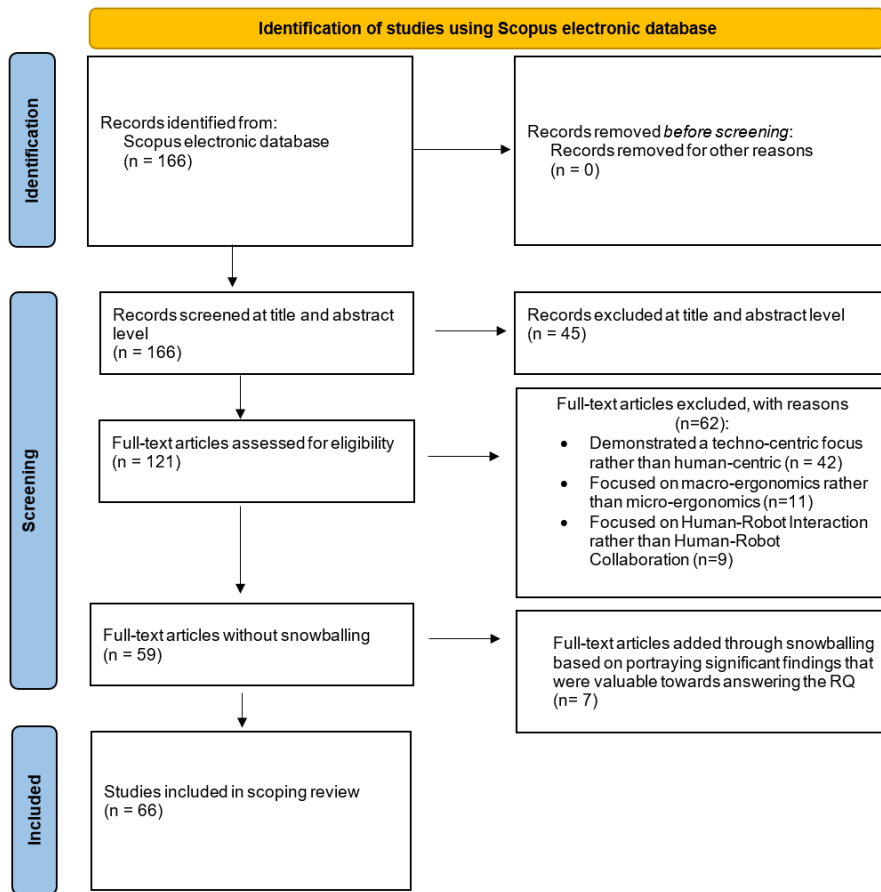 Identification of studies using Scopus electronic database
Identification
Records identified from:
Scopus electronic database
(n = 166)
Records removed before screening:
Records removed for other reasons
(n = 0)
Screening
Records screened at title and abstract
level
(n = 166)
Records excluded at title and abstract level
(n = 45)
Full-text articles assessed for eligibility
(n = 121)
Full-text articles excluded, with reasons
(n=62):
• Demonstrated a techno-centric focus
rather than human-centric (n = 42)
• Focused on macro-ergonomics rather
than micro-ergonomics (n=11)
• Focused on Human-Robot Interaction
rather than Human-Robot
Collaboration (n=9)
Full-text articles without snowballing
(n = 59)
Full-text articles added through snowballing
based on portraying significant findings that
were valuable towards answering the RQ
(n= 7)
Included
Studies included in scoping review
(n = 66)